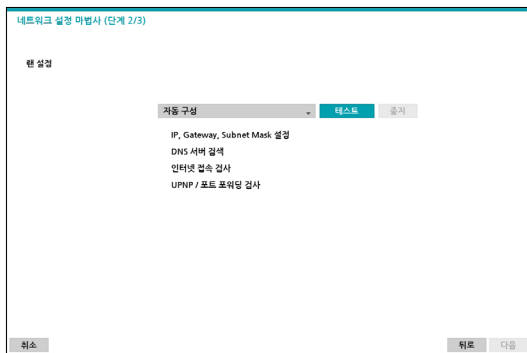 네트워크 설정 마법사 (단계 2/3)
랜 설정
자동 구성 테스트 중지
IP, Gateway, Subnet Mask 설정
DNS 서버 검색
인터넷 접속 검사
UPNP / 포트 포워딩 검사
취소 뒤로 다음